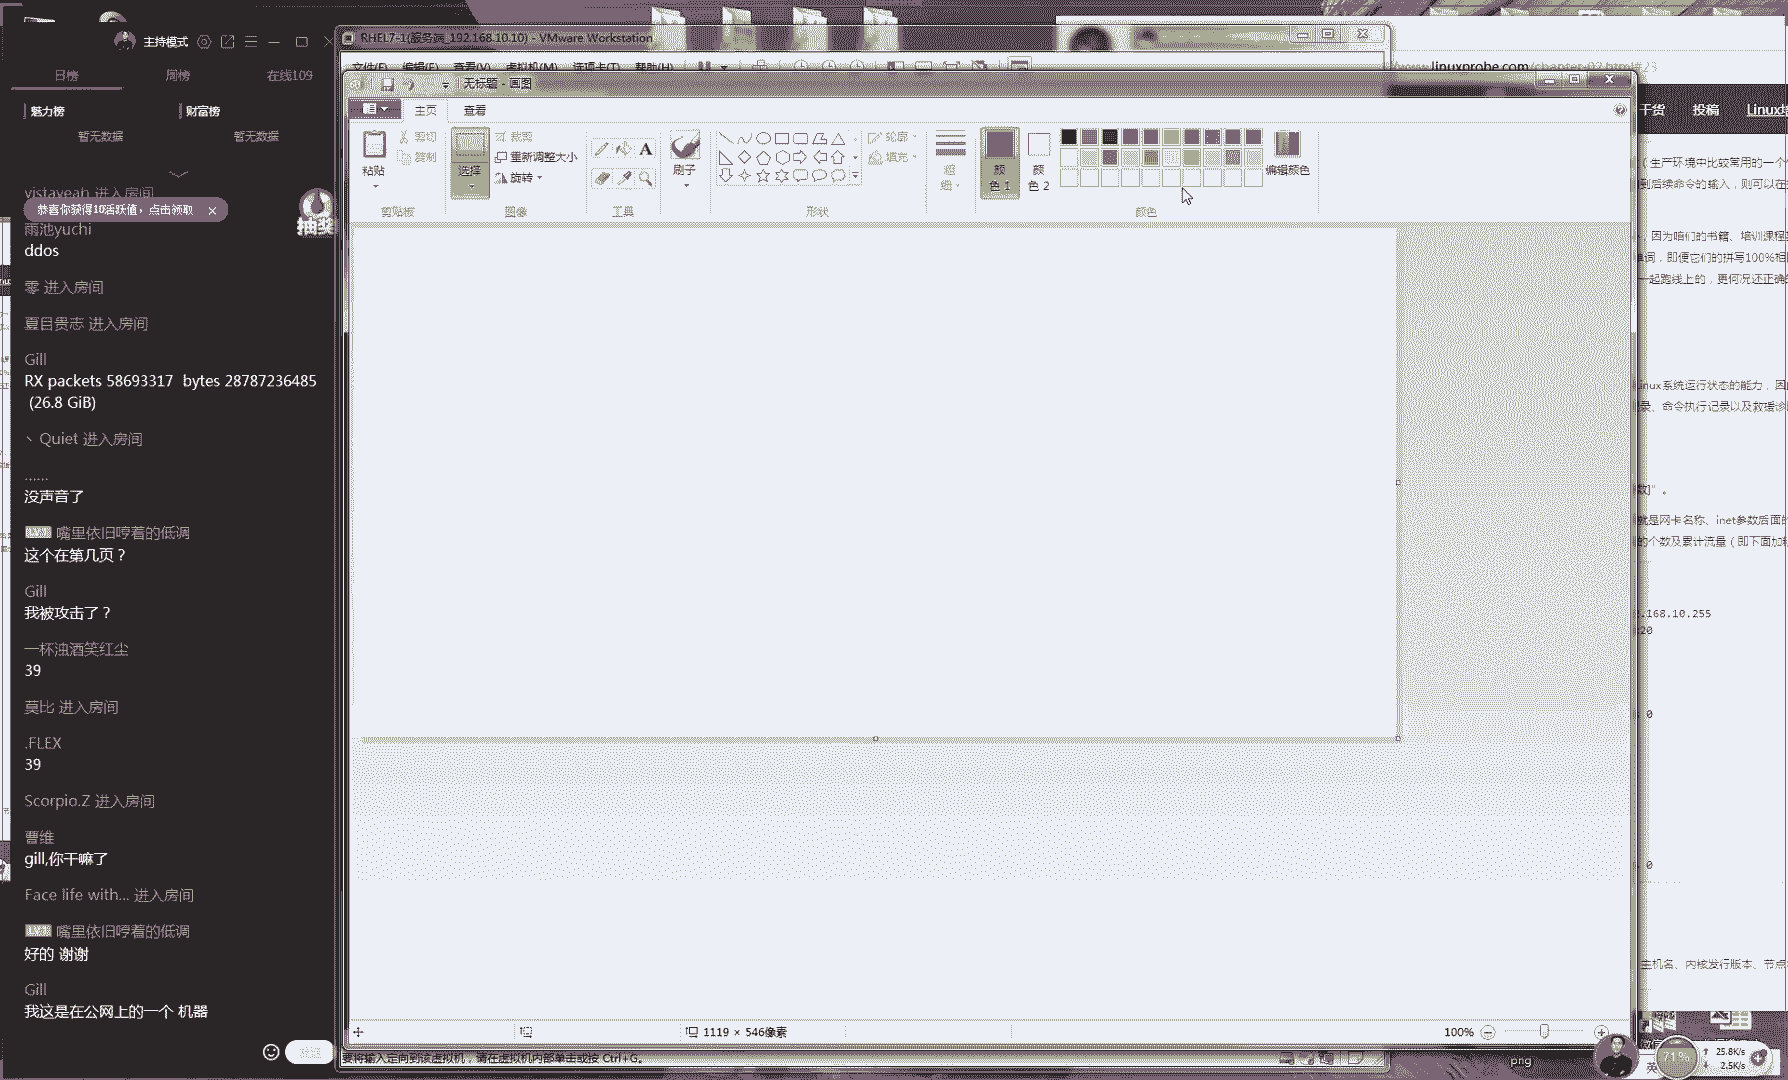 主持模式
日榜 周榜 在线109
魅力榜 财富榜
暂无数据 暂无数据
vistayeah 进入房间
恭喜你获得10活跃值，点击领取
抽奖
雨池yuchi
ddos
零 进入房间
夏目贵志 进入房间
Gill
RX packets 58693317 bytes 28787236485
(26.8 GiB)
丶 Quiet 进入房间
......
没声音了
嘴里依旧哼着的低调
这个在第几页？
Gill
我被攻击了？
一杯浊酒笑红尘
39
莫比 进入房间
.FLEX
39
Scorpio.Z 进入房间
曹维
gill,你干嘛了
Face life with... 进入房间
嘴里依旧哼着的低调
好的 谢谢
Gill
我这是在公网上的一个 机器
发送
RHEL7-1(服务端_192.168.10.10) - VMware Workstation
文件(F) 编辑(E) 查看(V) 虚拟机(M) 选项卡(T) 帮助(H)
无标题 - 画图
主页 查看
粘贴
剪切
复制
剪贴板
选择
裁剪
重新调整大小
旋转
图像
A
工具
刷子
轮廓
填充
形状
粗细
颜色 1
颜色 2
编辑颜色
颜色
1119 × 546像素
100%
要将输入定向到该虚拟机，请在虚拟机内部单击或按 Ctrl+G。
www.linuxprobe.com/chapter-02.html#23
干货 投稿 Linux
（生产环境中比较常用的一个
到后续命令的输入，则可以在
，因为咱们的书籍、培训课程
单词，即便它们的拼写100%相
一起跑线上的，更何况还正确
inux系统运行状态的能力，因
录、命令执行记录以及救援诊
数]"。
就是网卡名称、inet参数后面的
的个数及累计流量（即下面加
.168.10.255
20
0
0
主机名、内核发行版本、节点
png
英
71%
25.8K/s
2.5K/s